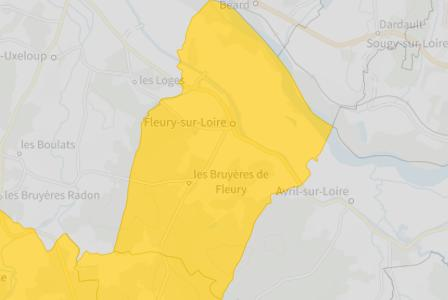 Béard
Dardault
Sougy-sur-Loire
-Uxeloup
les Loges
Fleury-sur-Loire
les Boulats
les Bruyères de
Fleury
les Bruyères Radon
Avril-sur-Loire
e